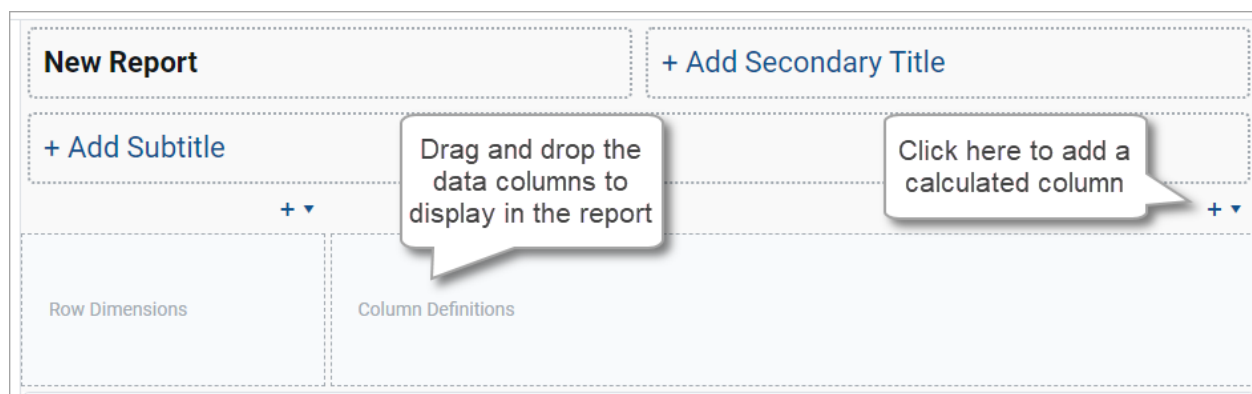 New Report
+ Add Secondary Title
+ Add Subtitle
Drag and drop the
data columns to
display in the report
Click here to add a
calculated column
+ ▾
+ ▾
Row Dimensions
Column Definitions